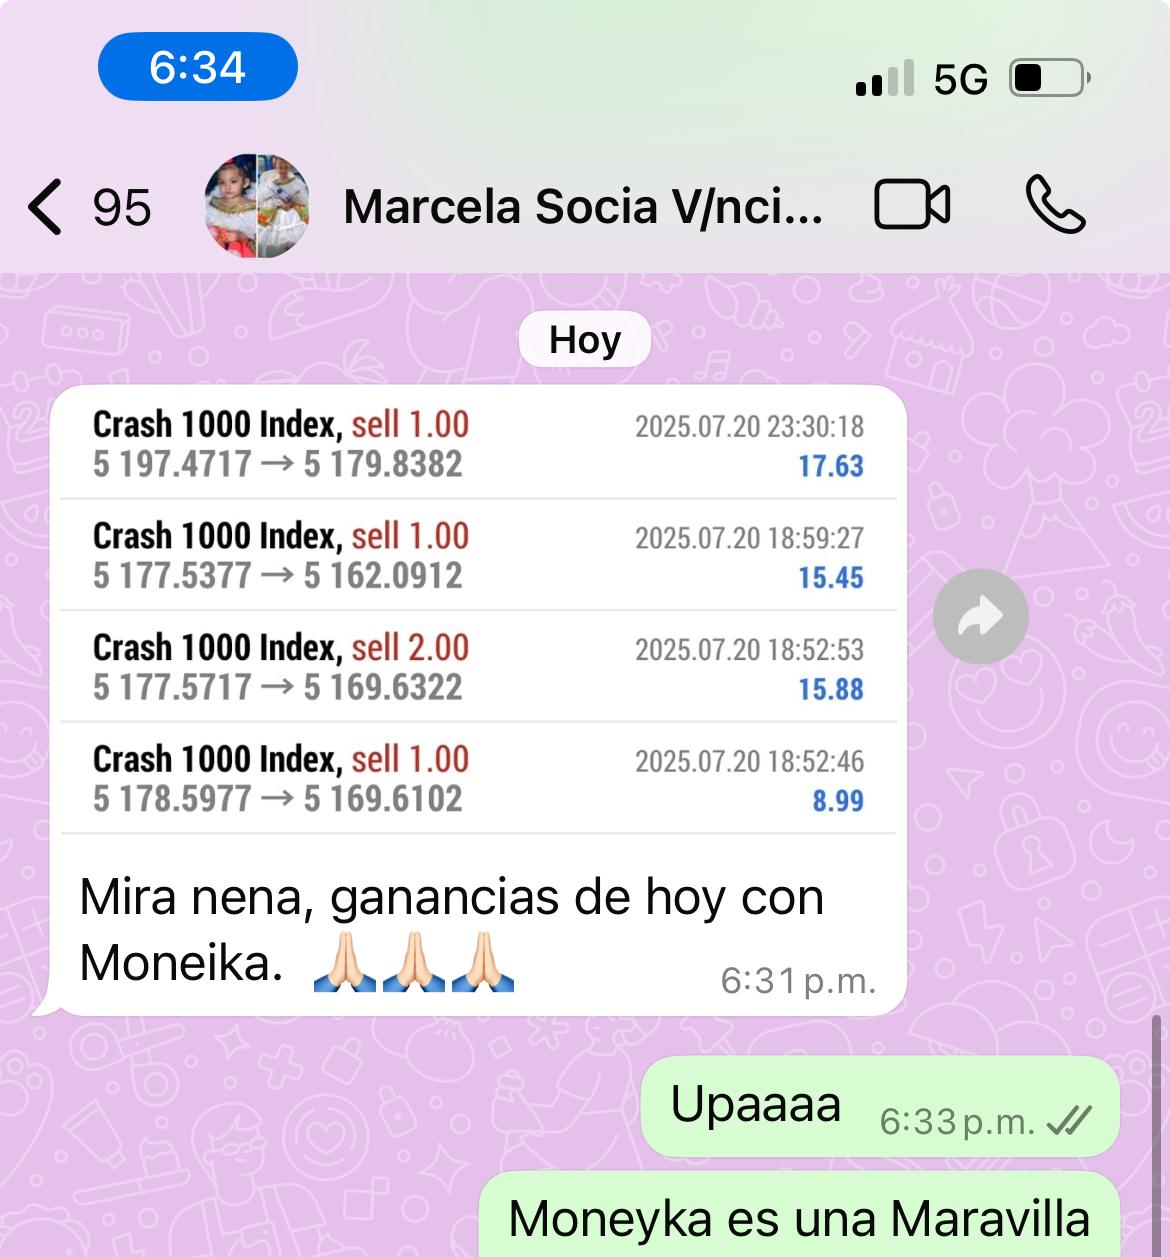 6:34 5G
95 Marcela Socia V/nci...
Hoy
Crash 1000 Index, sell 1.00 2025.07.20 23:30:18
5 197.4717 → 5 179.8382 17.63
Crash 1000 Index, sell 1.00 2025.07.20 18:59:27
5 177.5377 → 5 162.0912 15.45
Crash 1000 Index, sell 2.00 2025.07.20 18:52:53
5 177.5717 → 5 169.6322 15.88
Crash 1000 Index, sell 1.00 2025.07.20 18:52:46
5 178.5977 → 5 169.6102 8.99
Mira nena, ganancias de hoy con
Moneika. 🙏🏻🙏🏻🙏🏻 6:31 p.m.
Upaaaa 6:33 p.m.
Moneyka es una Maravilla